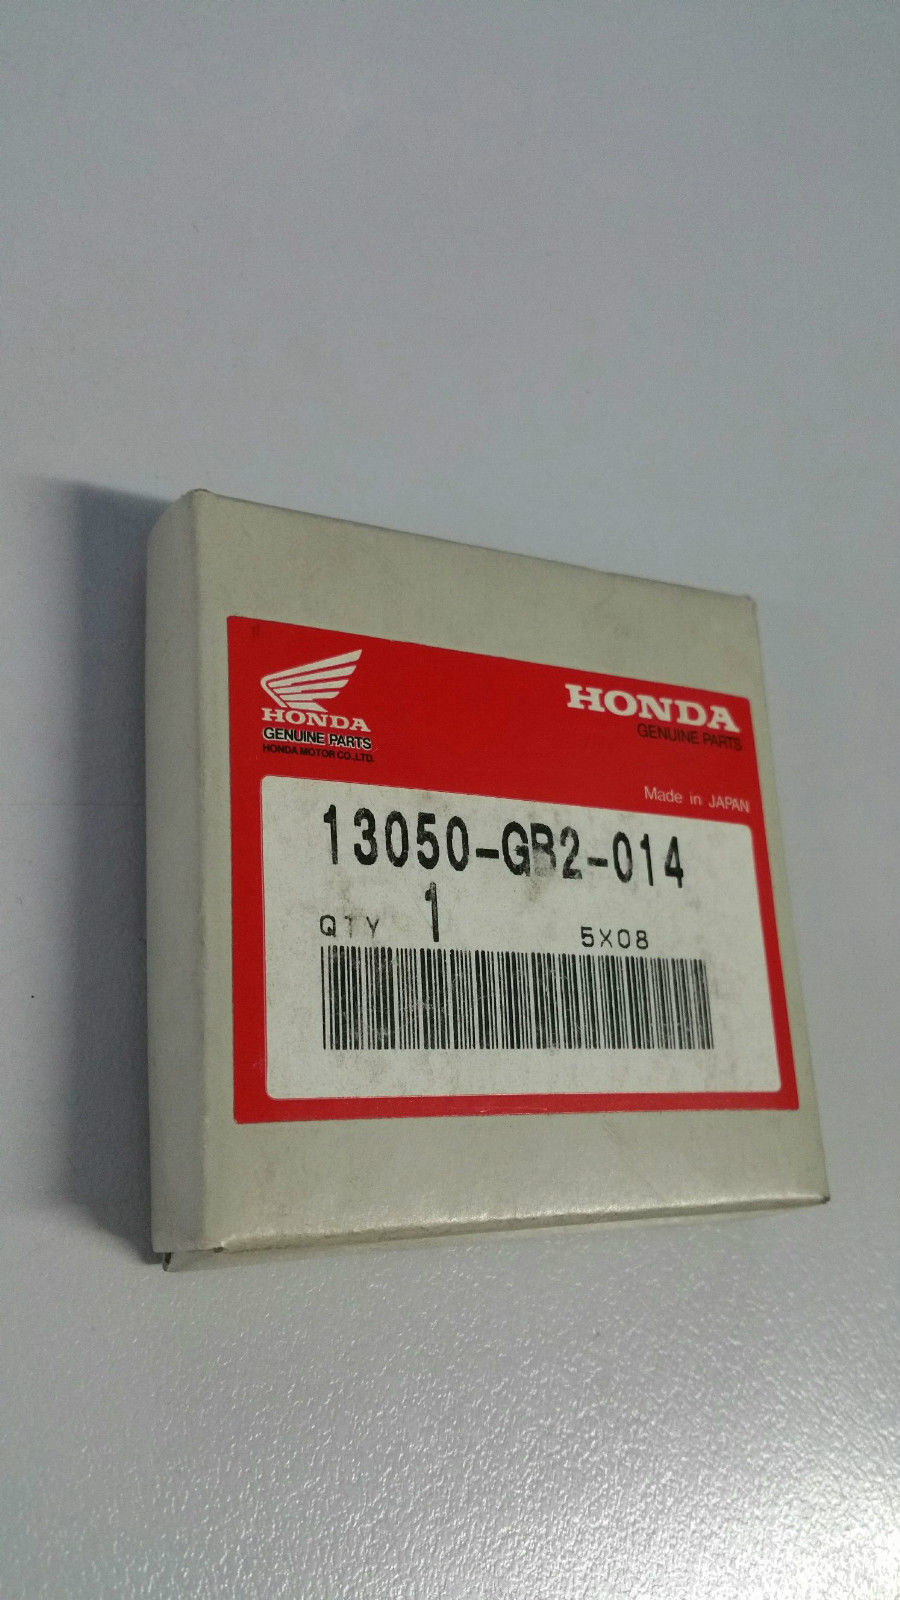 HONDA
GENUINE PARTS
HONDA MOTOR CO.,LTD.
HONDA
GENUINE PARTS
Made in JAPAN
13050-GB2-014
QTY 1
5X08